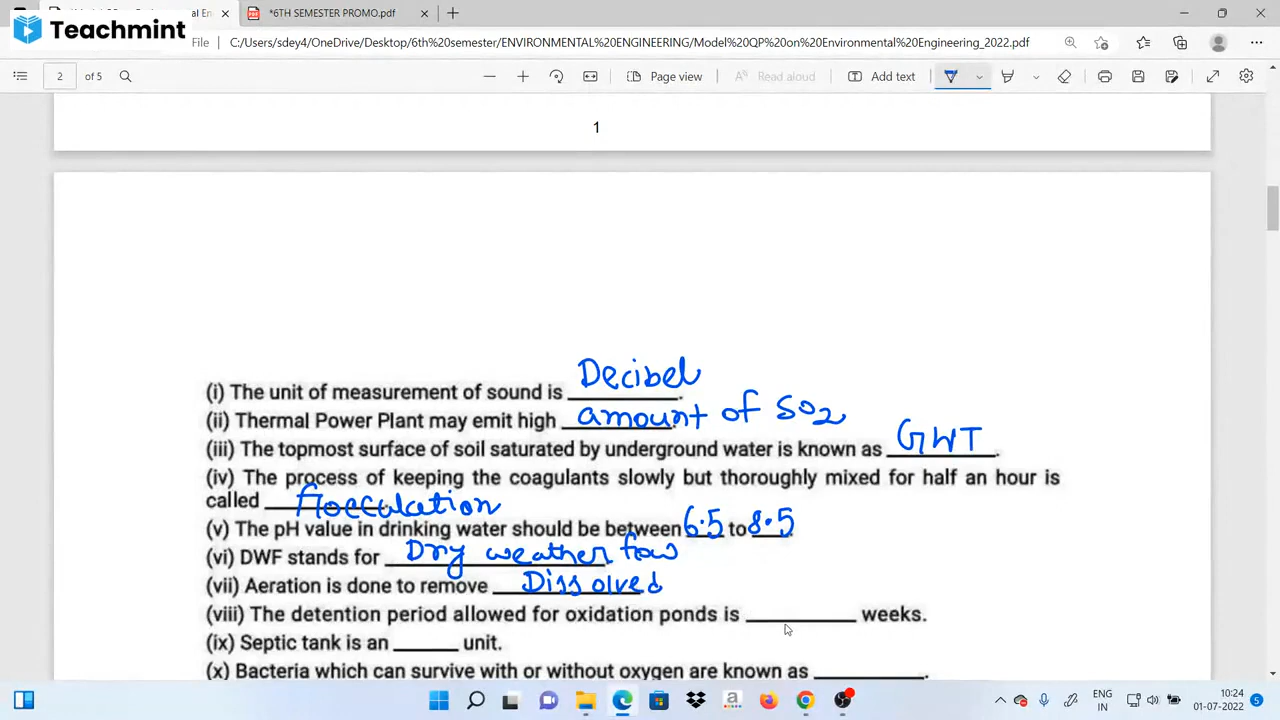 al En
*6TH SEMESTER PROMO.pdf
Teachmint
File
C:/Users/sdey4/OneDrive/Desktop/6th%20semester/ENVIRONMENTAL%20ENGINEERING/Model%20QP%20on%20Environmental%20Engineering_2022.pdf
2 of 5
Page view
Read aloud
Add text
1
(i) The unit of measurement of sound is Decibel.
(ii) Thermal Power Plant may emit high amount of SO2.
(iii) The topmost surface of soil saturated by underground water is known as GWT.
(iv) The process of keeping the coagulants slowly but thoroughly mixed for half an hour is
called flocculation
(v) The pH value in drinking water should be between 6.5 to 8.5
(vi) DWF stands for Dry weather flow
(vii) Aeration is done to remove Dissolved
(viii) The detention period allowed for oxidation ponds is ________ weeks.
(ix) Septic tank is an _____ unit.
(x) Bacteria which can survive with or without oxygen are known as ________.
ENG
IN
10:24
01-07-2022
5